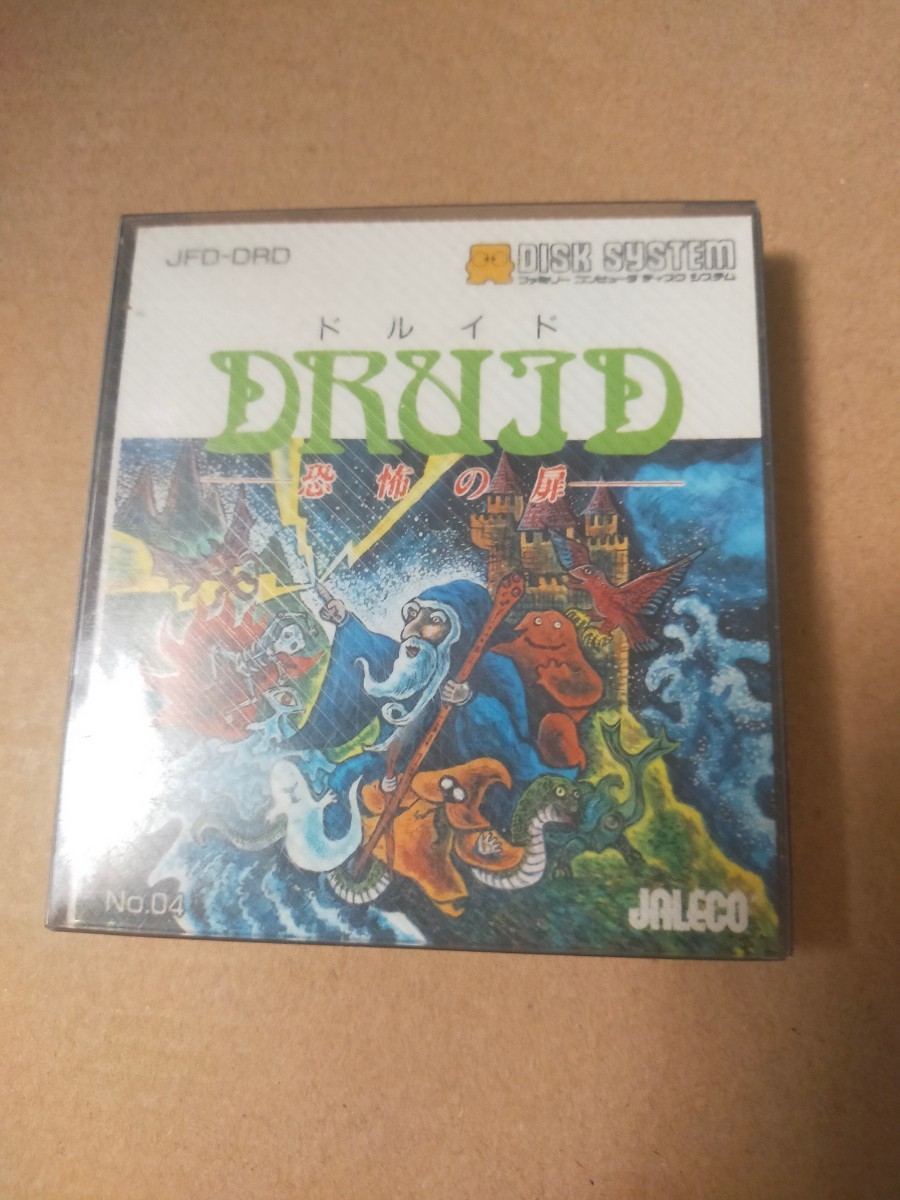 JFD-DRD
DISK SYSTEM
ファミリー コンピュータ ディスク システム
ドルイド
DRUID
恐怖の扉
No.04
JALECO